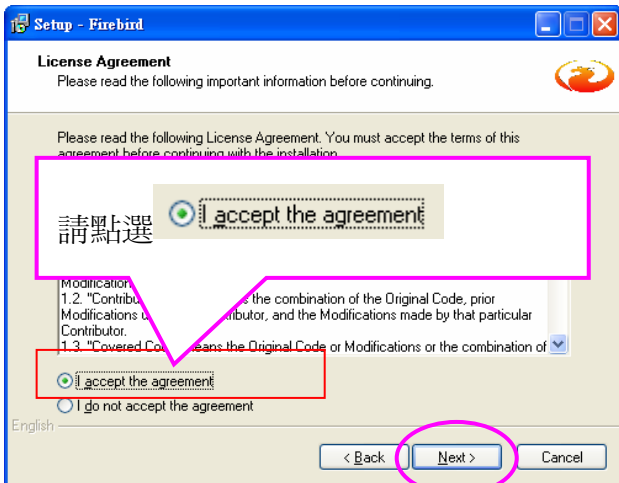 Setup - Firebird
License Agreement
Please read the following important information before continuing.
Please read the following License Agreement. You must accept the terms of this
agreement before continuing with the installation.
請點選 I accept the agreement
Modification
1.2. "Contribu the combination of the Original Code, prior
Modifications ributor, and the Modifications made by that particular
Contributor.
1.3. "Covered Co eans the Original Code or Modifications or the combination of
I accept the agreement
I do not accept the agreement
English
< Back Next > Cancel